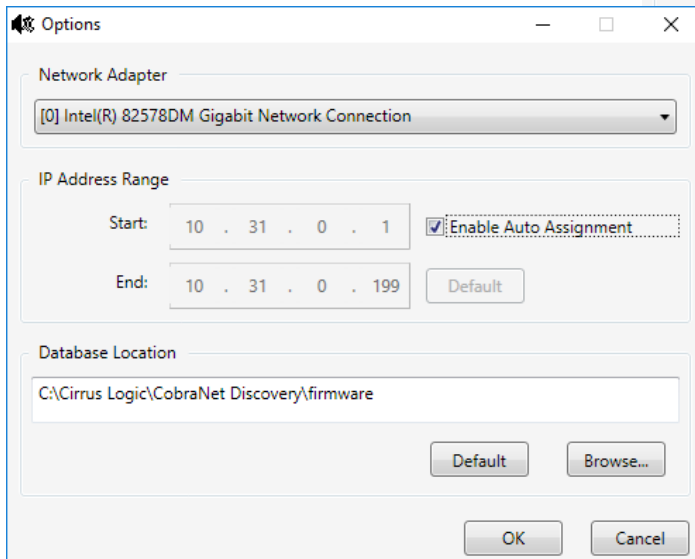 Options
Network Adapter
[0] Intel(R) 82578DM Gigabit Network Connection
IP Address Range
Start: 10 . 31 . 0 . 1 Enable Auto Assignment
End: 10 . 31 . 0 . 199 Default
Database Location
C:\Cirrus Logic\CobraNet Discovery\firmware
Default Browse...
OK Cancel